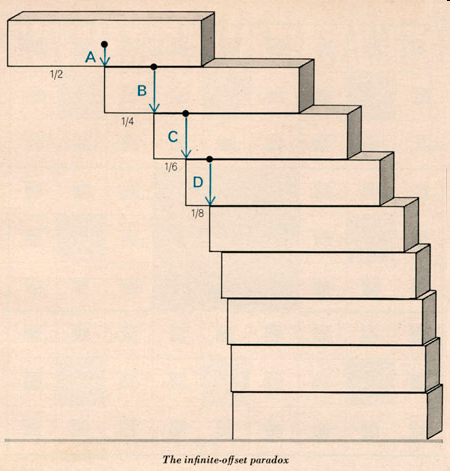 A
1/2
B
1/4
C
1/6
D
1/8
The infinite-offset paradox